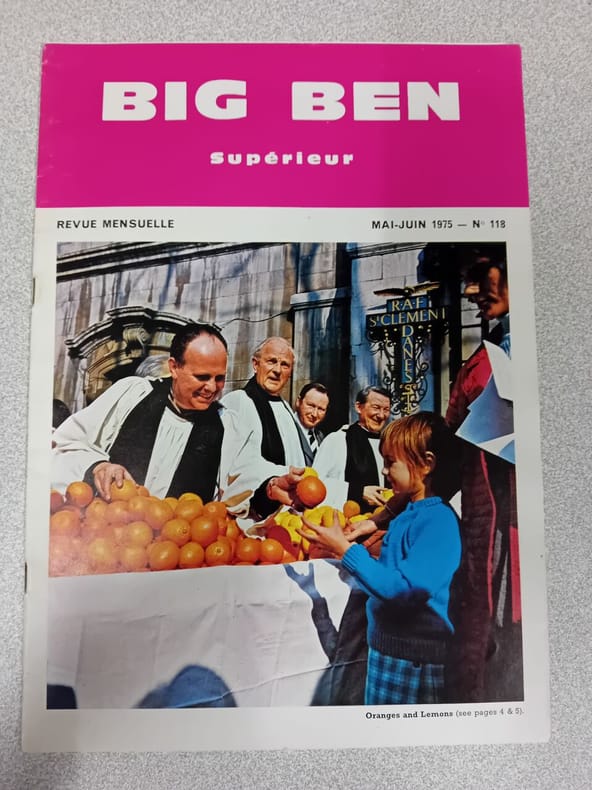 BIG BEN
Supérieur
REVUE MENSUELLE
MAI-JUIN 1975 — N° 118
R.A.F
ST CLEMENT
DANES
Oranges and Lemons (see pages 4 & 5).